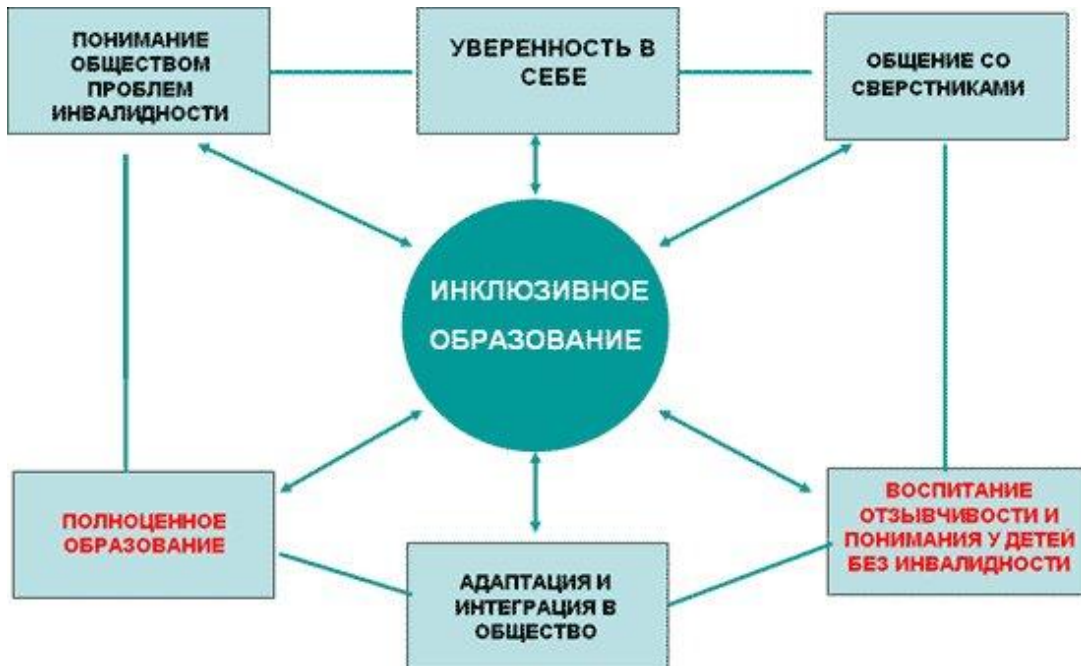 ПОНИМАНИЕ
ОБЩЕСТВОМ
ПРОБЛЕМ
ИНВАЛИДНОСТИ
УВЕРЕННОСТЬ В
СЕБЕ
ОБЩЕНИЕ СО
СВЕРСТНИКАМИ
ИНКЛЮЗИВНОЕ
ОБРАЗОВАНИЕ
ПОЛНОЦЕННОЕ
ОБРАЗОВАНИЕ
АДАПТАЦИЯ И
ИНТЕГРАЦИЯ В
ОБЩЕСТВО
ВОСПИТАНИЕ
ОТЗЫВЧИВОСТИ И
ПОНИМАНИЯ У ДЕТЕЙ
БЕЗ ИНВАЛИДНОСТИ